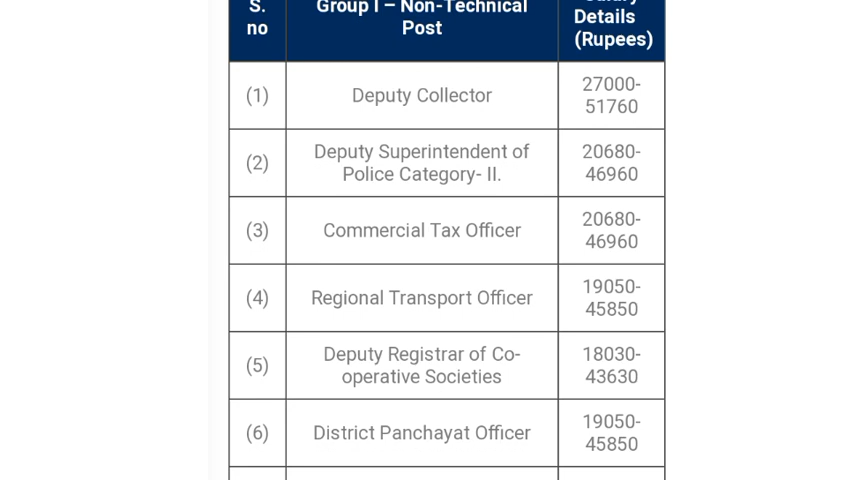 S.
no
Group I – Non-Technical
Post
Salary
Details
(Rupees)
(1)
Deputy Collector
27000-
51760
(2)
Deputy Superintendent of
Police Category- II.
20680-
46960
(3)
Commercial Tax Officer
20680-
46960
(4)
Regional Transport Officer
19050-
45850
(5)
Deputy Registrar of Co-
operative Societies
18030-
43630
(6)
District Panchayat Officer
19050-
45850